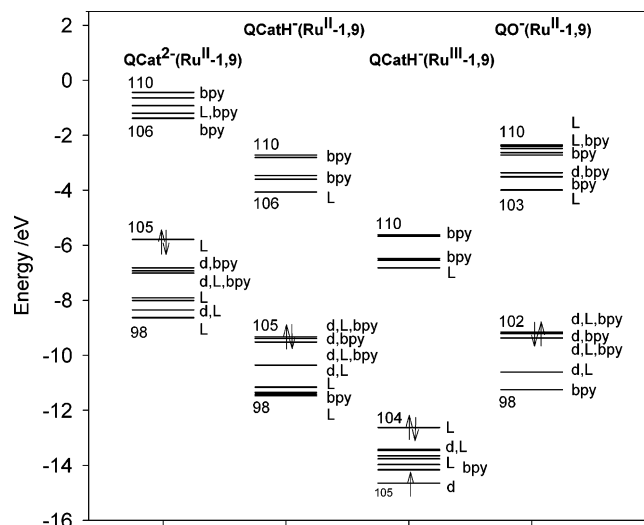 2
0
-2
-4
-6
-8
-10
-12
-14
-16
Energy /eV
QCat²⁻(Ruᴵᴵ-1,9)
110
bpy
L,bpy
106
bpy
105
L
d,bpy
d,L,bpy
L
d,L
98
L
QCatH⁻(Ruᴵᴵ-1,9)
110
bpy
bpy
106
L
105
d,L,bpy
d,bpy
d,L,bpy
d,L
L
98
bpy
L
QCatH⁻(Ruᴵᴵᴵ-1,9)
110
bpy
bpy
L
104
L
d,L
L
bpy
105
d
QO⁻(Ruᴵᴵ-1,9)
L
110
L,bpy
bpy
d,bpy
bpy
103
L
102
d,L,bpy
d,bpy
d,L,bpy
d,L
98
bpy